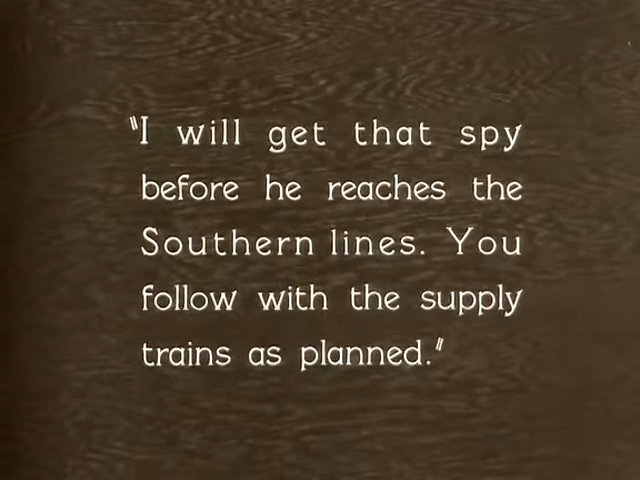 "I will get that spy
before he reaches the
Southern lines. You
follow with the supply
trains as planned."